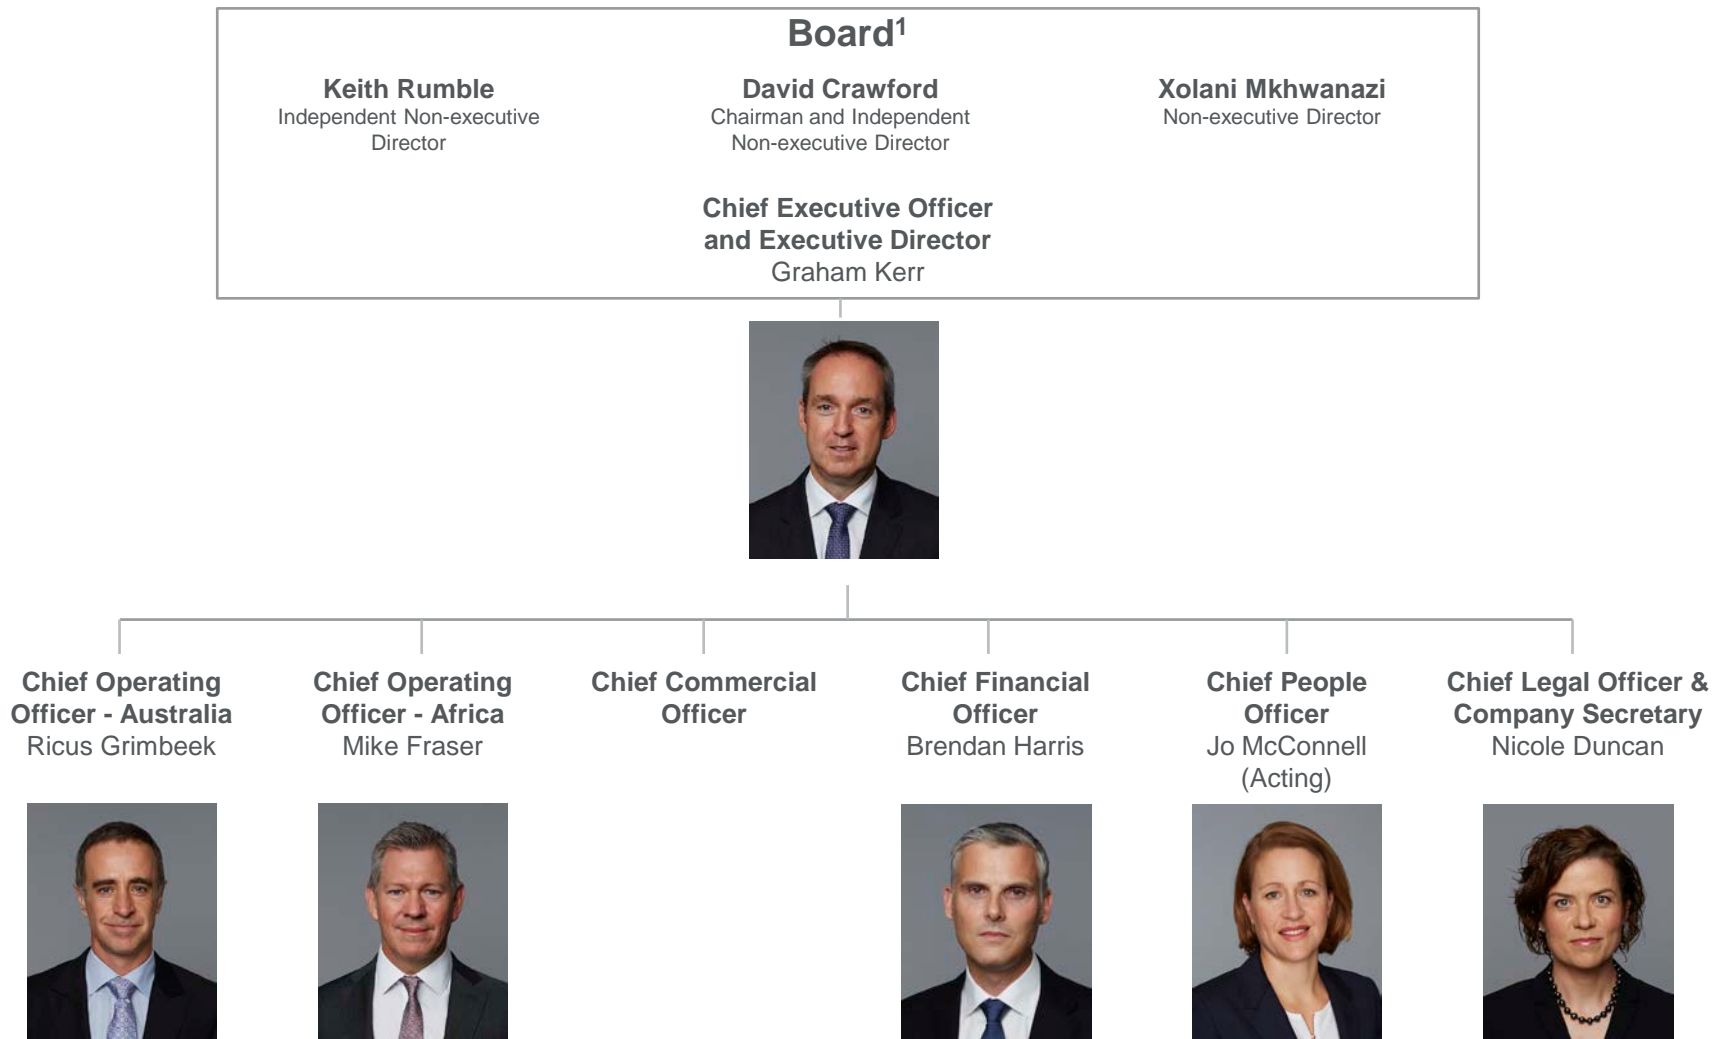 Board¹
Keith Rumble
Independent Non-executive
Director
David Crawford
Chairman and Independent
Non-executive Director
Xolani Mkhwanazi
Non-executive Director
Chief Executive Officer
and Executive Director
Graham Kerr
Chief Operating
Officer - Australia
Ricus Grimbeek
Chief Operating
Officer - Africa
Mike Fraser
Chief Commercial
Officer
Chief Financial
Officer
Brendan Harris
Chief People
Officer
Jo McConnell
(Acting)
Chief Legal Officer &
Company Secretary
Nicole Duncan